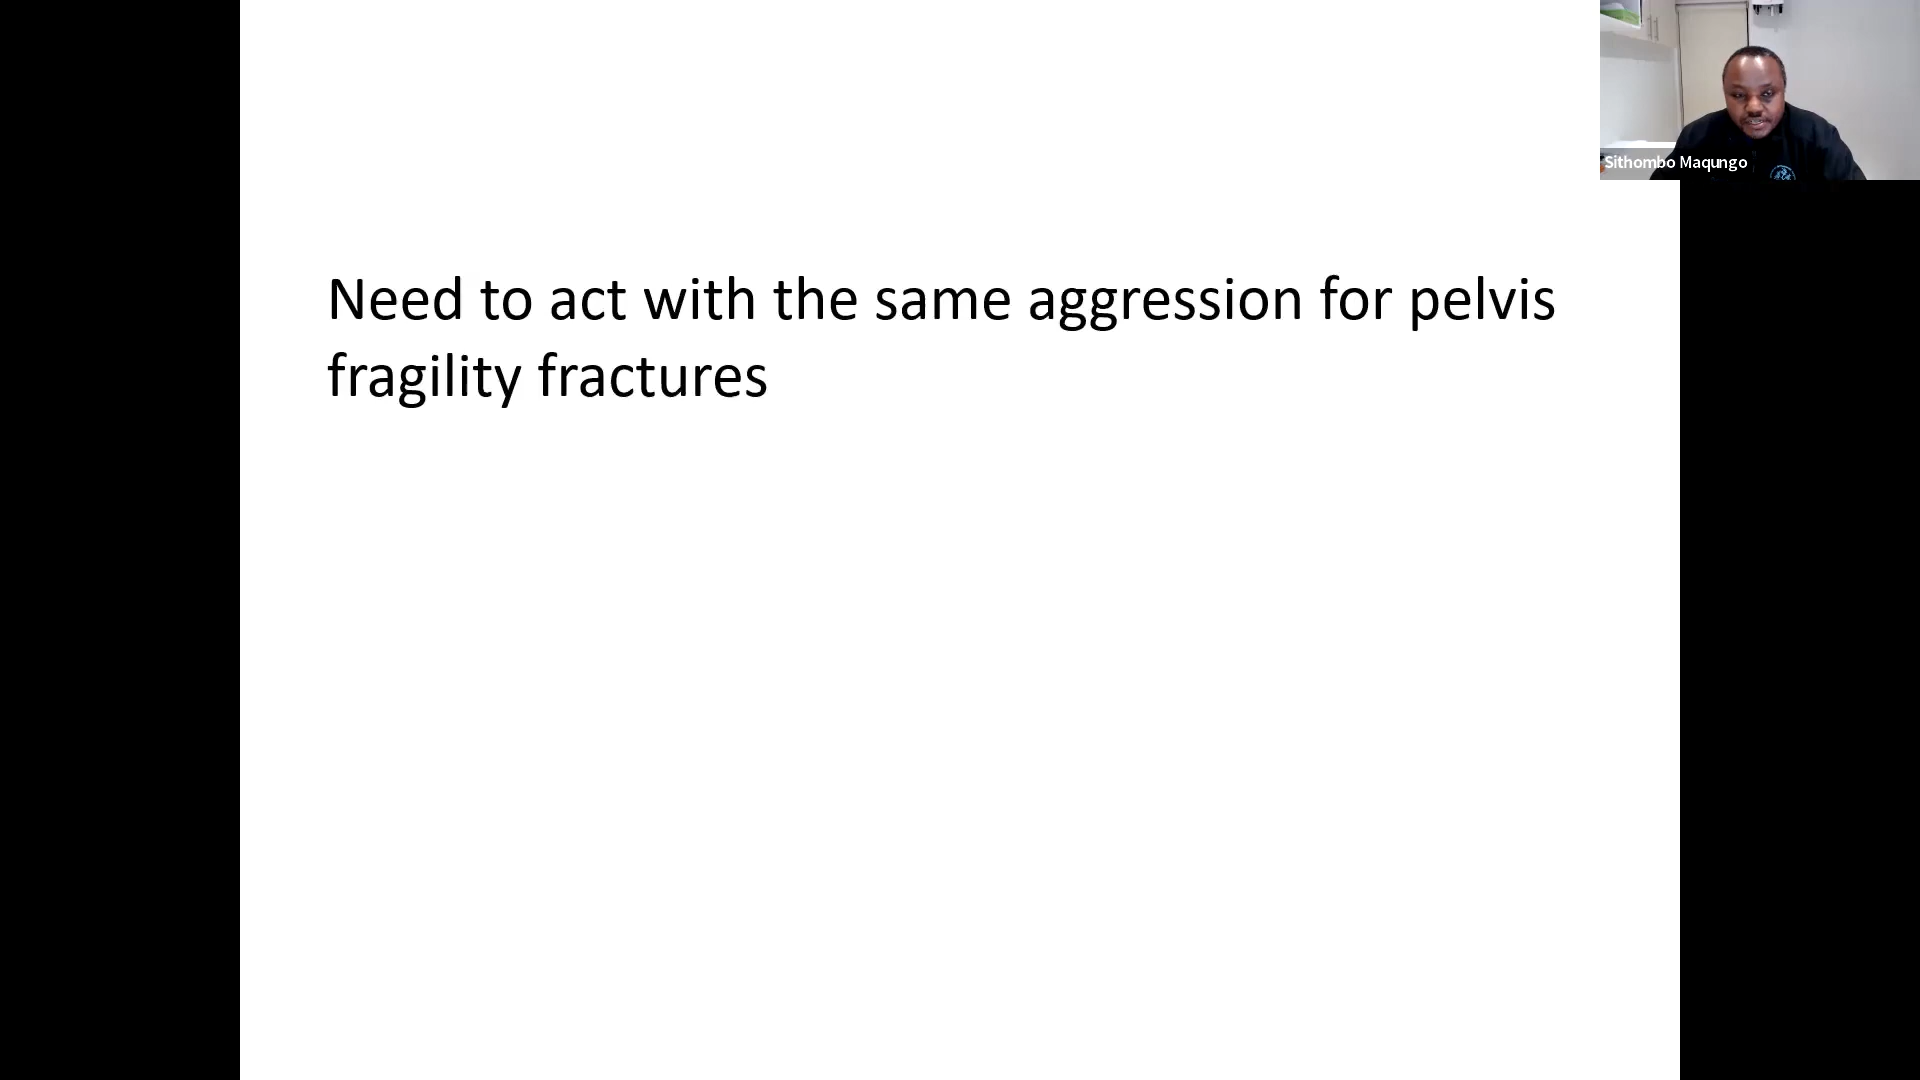 Sithombo Maqungo
Need to act with the same aggression for pelvis
fragility fractures